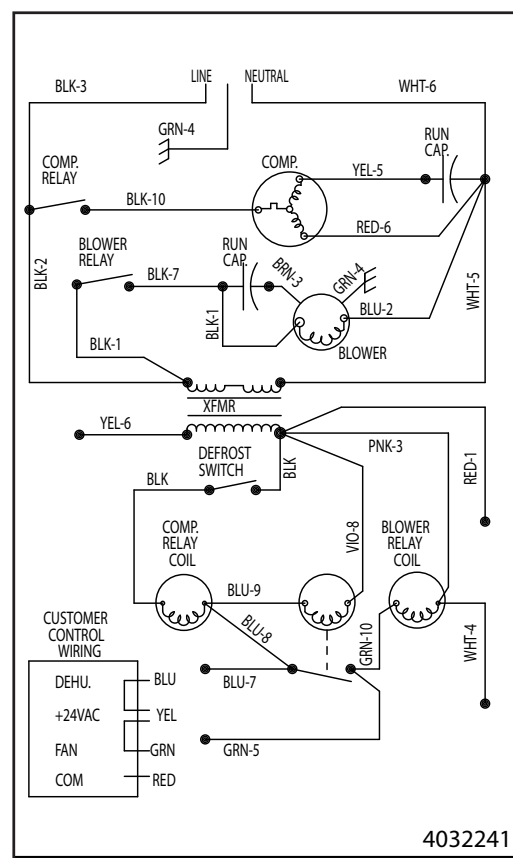 BLK-3
LINE
NEUTRAL
WHT-6
GRN-4
RUN
CAP.
COMP.
RELAY
COMP.
YEL-5
BLK-10
RED-6
BLK-2
BLOWER
RELAY
BLK-7
RUN
CAP.
BRN-3
GRN-4
WHT-5
BLU-2
BLK-1
BLK-1
BLOWER
XFMR
YEL-6
PNK-3
DEFROST
SWITCH
BLK
RED-1
BLK
VIO-8
COMP.
RELAY
COIL
BLOWER
RELAY
COIL
BLU-9
BLU-8
GRN-10
WHT-4
CUSTOMER
CONTROL
WIRING
BLU-7
DEHU. BLU
+24VAC YEL
FAN GRN
COM RED
GRN-5
4032241